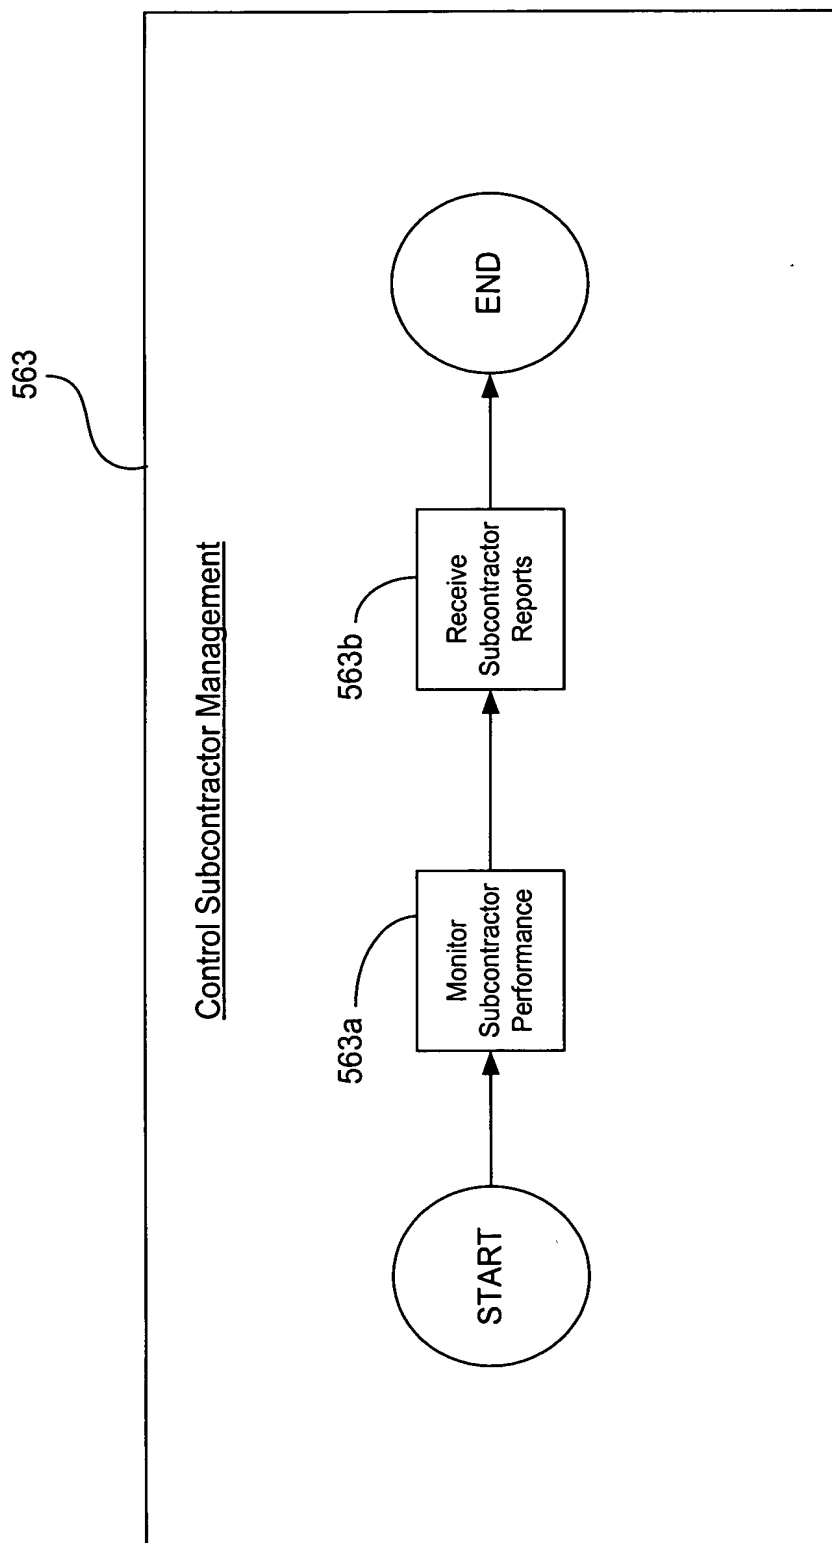 563
Control Subcontractor Management
START
563a
Monitor
Subcontractor
Performance
563b
Receive
Subcontractor
Reports
END